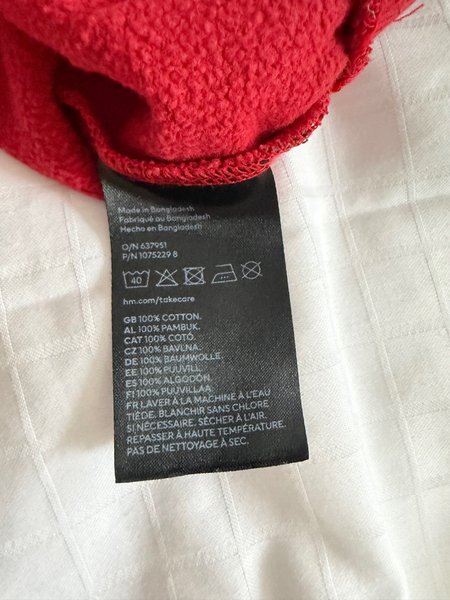 Made in Bangladesh
Fabriqué au Bangladesh
Hecho en Bangladesh
O/N 637951
P/N 1075229 8
40
hm.com/takecare
GB 100% COTTON.
AL 100% PAMBUK.
CAT 100% COTÓ.
CZ 100% BAVLNA.
DE 100% BAUMWOLLE.
EE 100% PUUVILL.
ES 100% ALGODÓN.
FI 100% PUUVILLAA.
FR LAVER À LA MACHINE À L'EAU
TIÈDE. BLANCHIR SANS CHLORE
SI NÉCESSAIRE. SÉCHER À L'AIR.
REPASSER À HAUTE TEMPÉRATURE.
PAS DE NETTOYAGE À SEC.